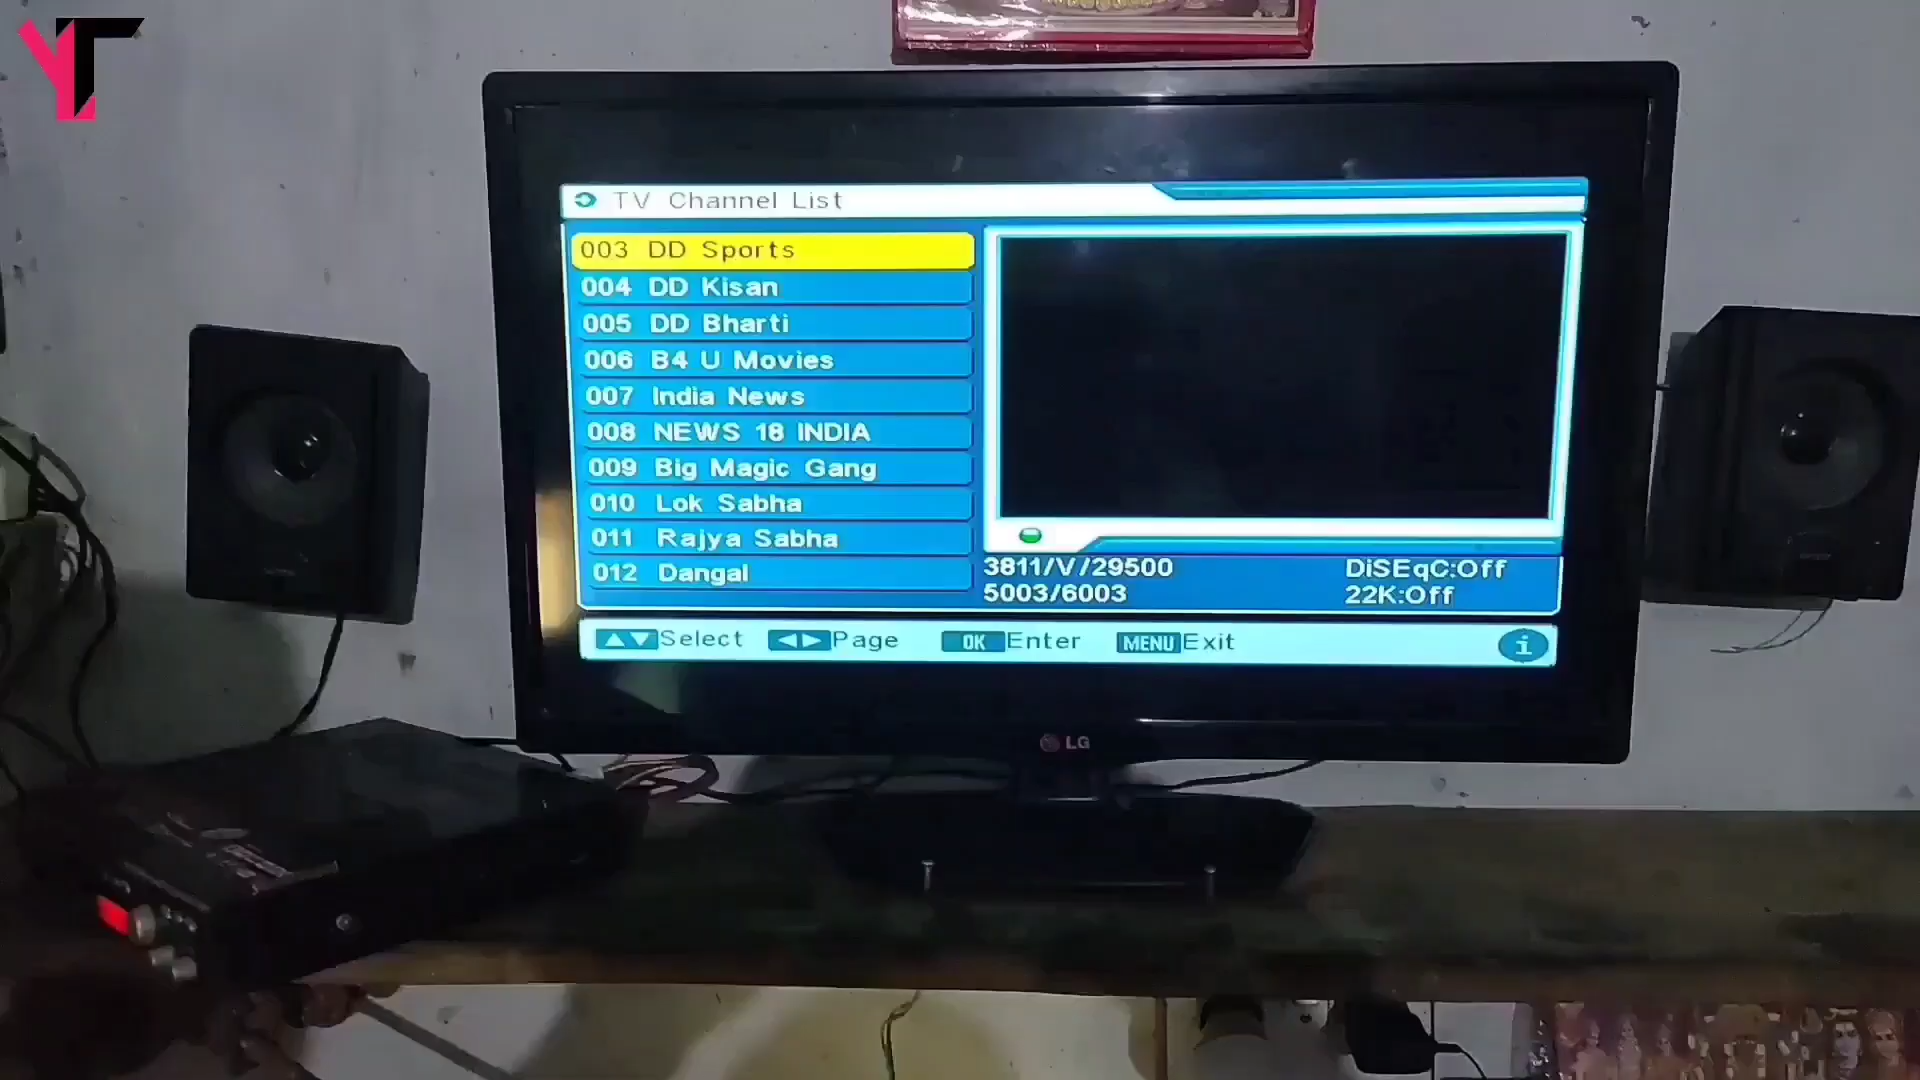 YT
TV Channel List
003 DD Sports
004 DD Kisan
005 DD Bharti
006 B4 U Movies
007 India News
008 NEWS 18 INDIA
009 Big Magic Gang
010 Lok Sabha
011 Rajya Sabha
012 Dangal
3811/V/29500 DiSEqC:Off
5003/6003 22K:Off
Select Page OK Enter MENU Exit i
LG